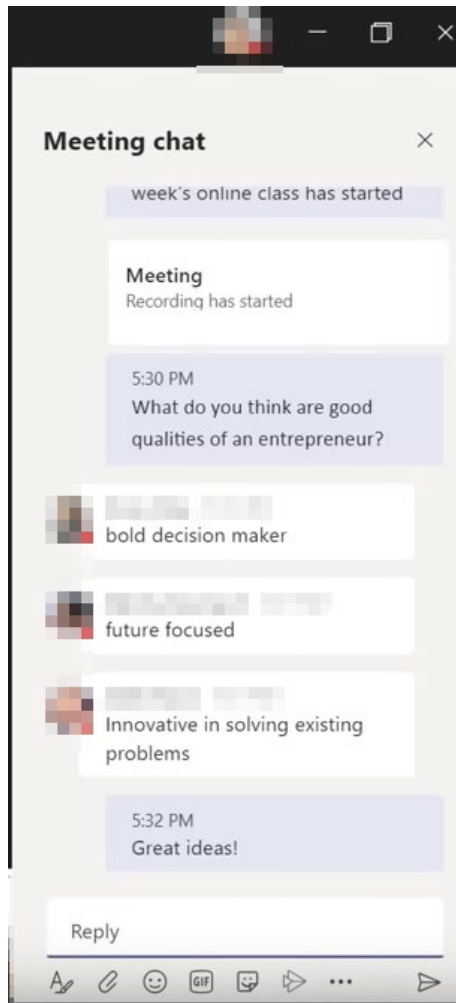 Meeting chat
week's online class has started
Meeting
Recording has started
5:30 PM
What do you think are good
qualities of an entrepreneur?
bold decision maker
future focused
Innovative in solving existing
problems
5:32 PM
Great ideas!
Reply
GIF